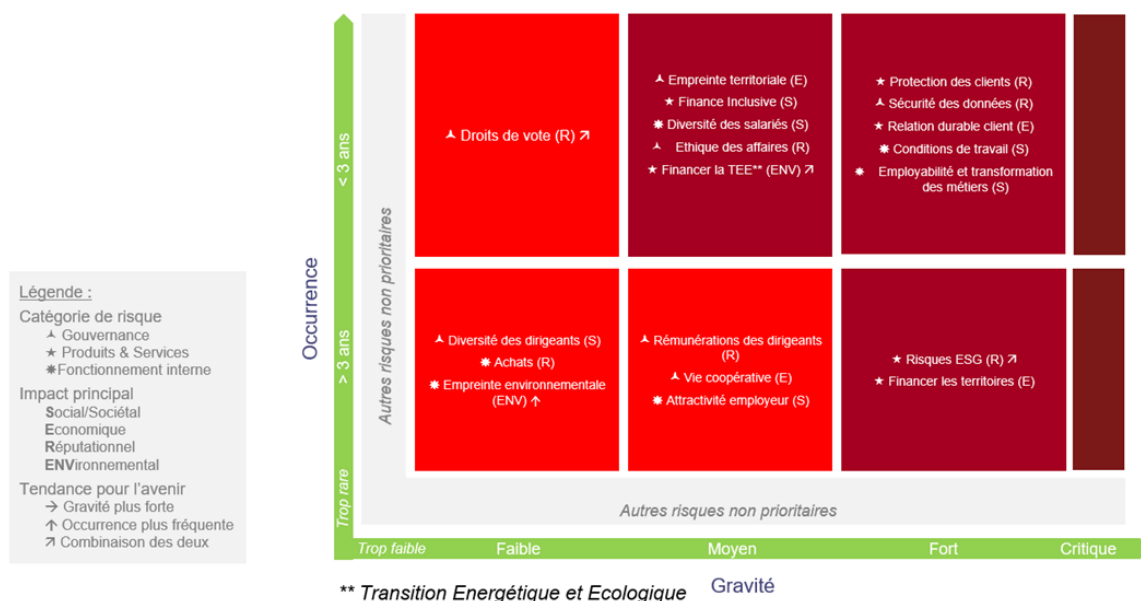 Légende :
Catégorie de risque
Gouvernance
★ Produits & Services
✸Fonctionnement interne
Impact principal
Social/Sociétal
Economique
Réputationnel
ENVironnemental
Tendance pour l'avenir
→ Gravité plus forte
↑ Occurrence plus fréquente
↗ Combinaison des deux
Occurrence
< 3 ans
> 3 ans
Trop rare
Autres risques non prioritaires
Droits de vote (R) ↗
Empreinte territoriale (E)
★ Finance Inclusive (S)
✸ Diversité des salariés (S)
Ethique des affaires (R)
★ Financer la TEE** (ENV) ↗
★ Protection des clients (R)
Sécurité des données (R)
★ Relation durable client (E)
✸ Conditions de travail (S)
✸ Employabilité et transformation
des métiers (S)
Diversité des dirigeants (S)
✸ Achats (R)
✸ Empreinte environnementale
(ENV) ↑
Rémunérations des dirigeants
(R)
Vie coopérative (E)
✸ Attractivité employeur (S)
★ Risques ESG (R) ↗
★ Financer les territoires (E)
Autres risques non prioritaires
Trop faible
Faible
Moyen
Fort
Critique
** Transition Energétique et Ecologique
Gravité